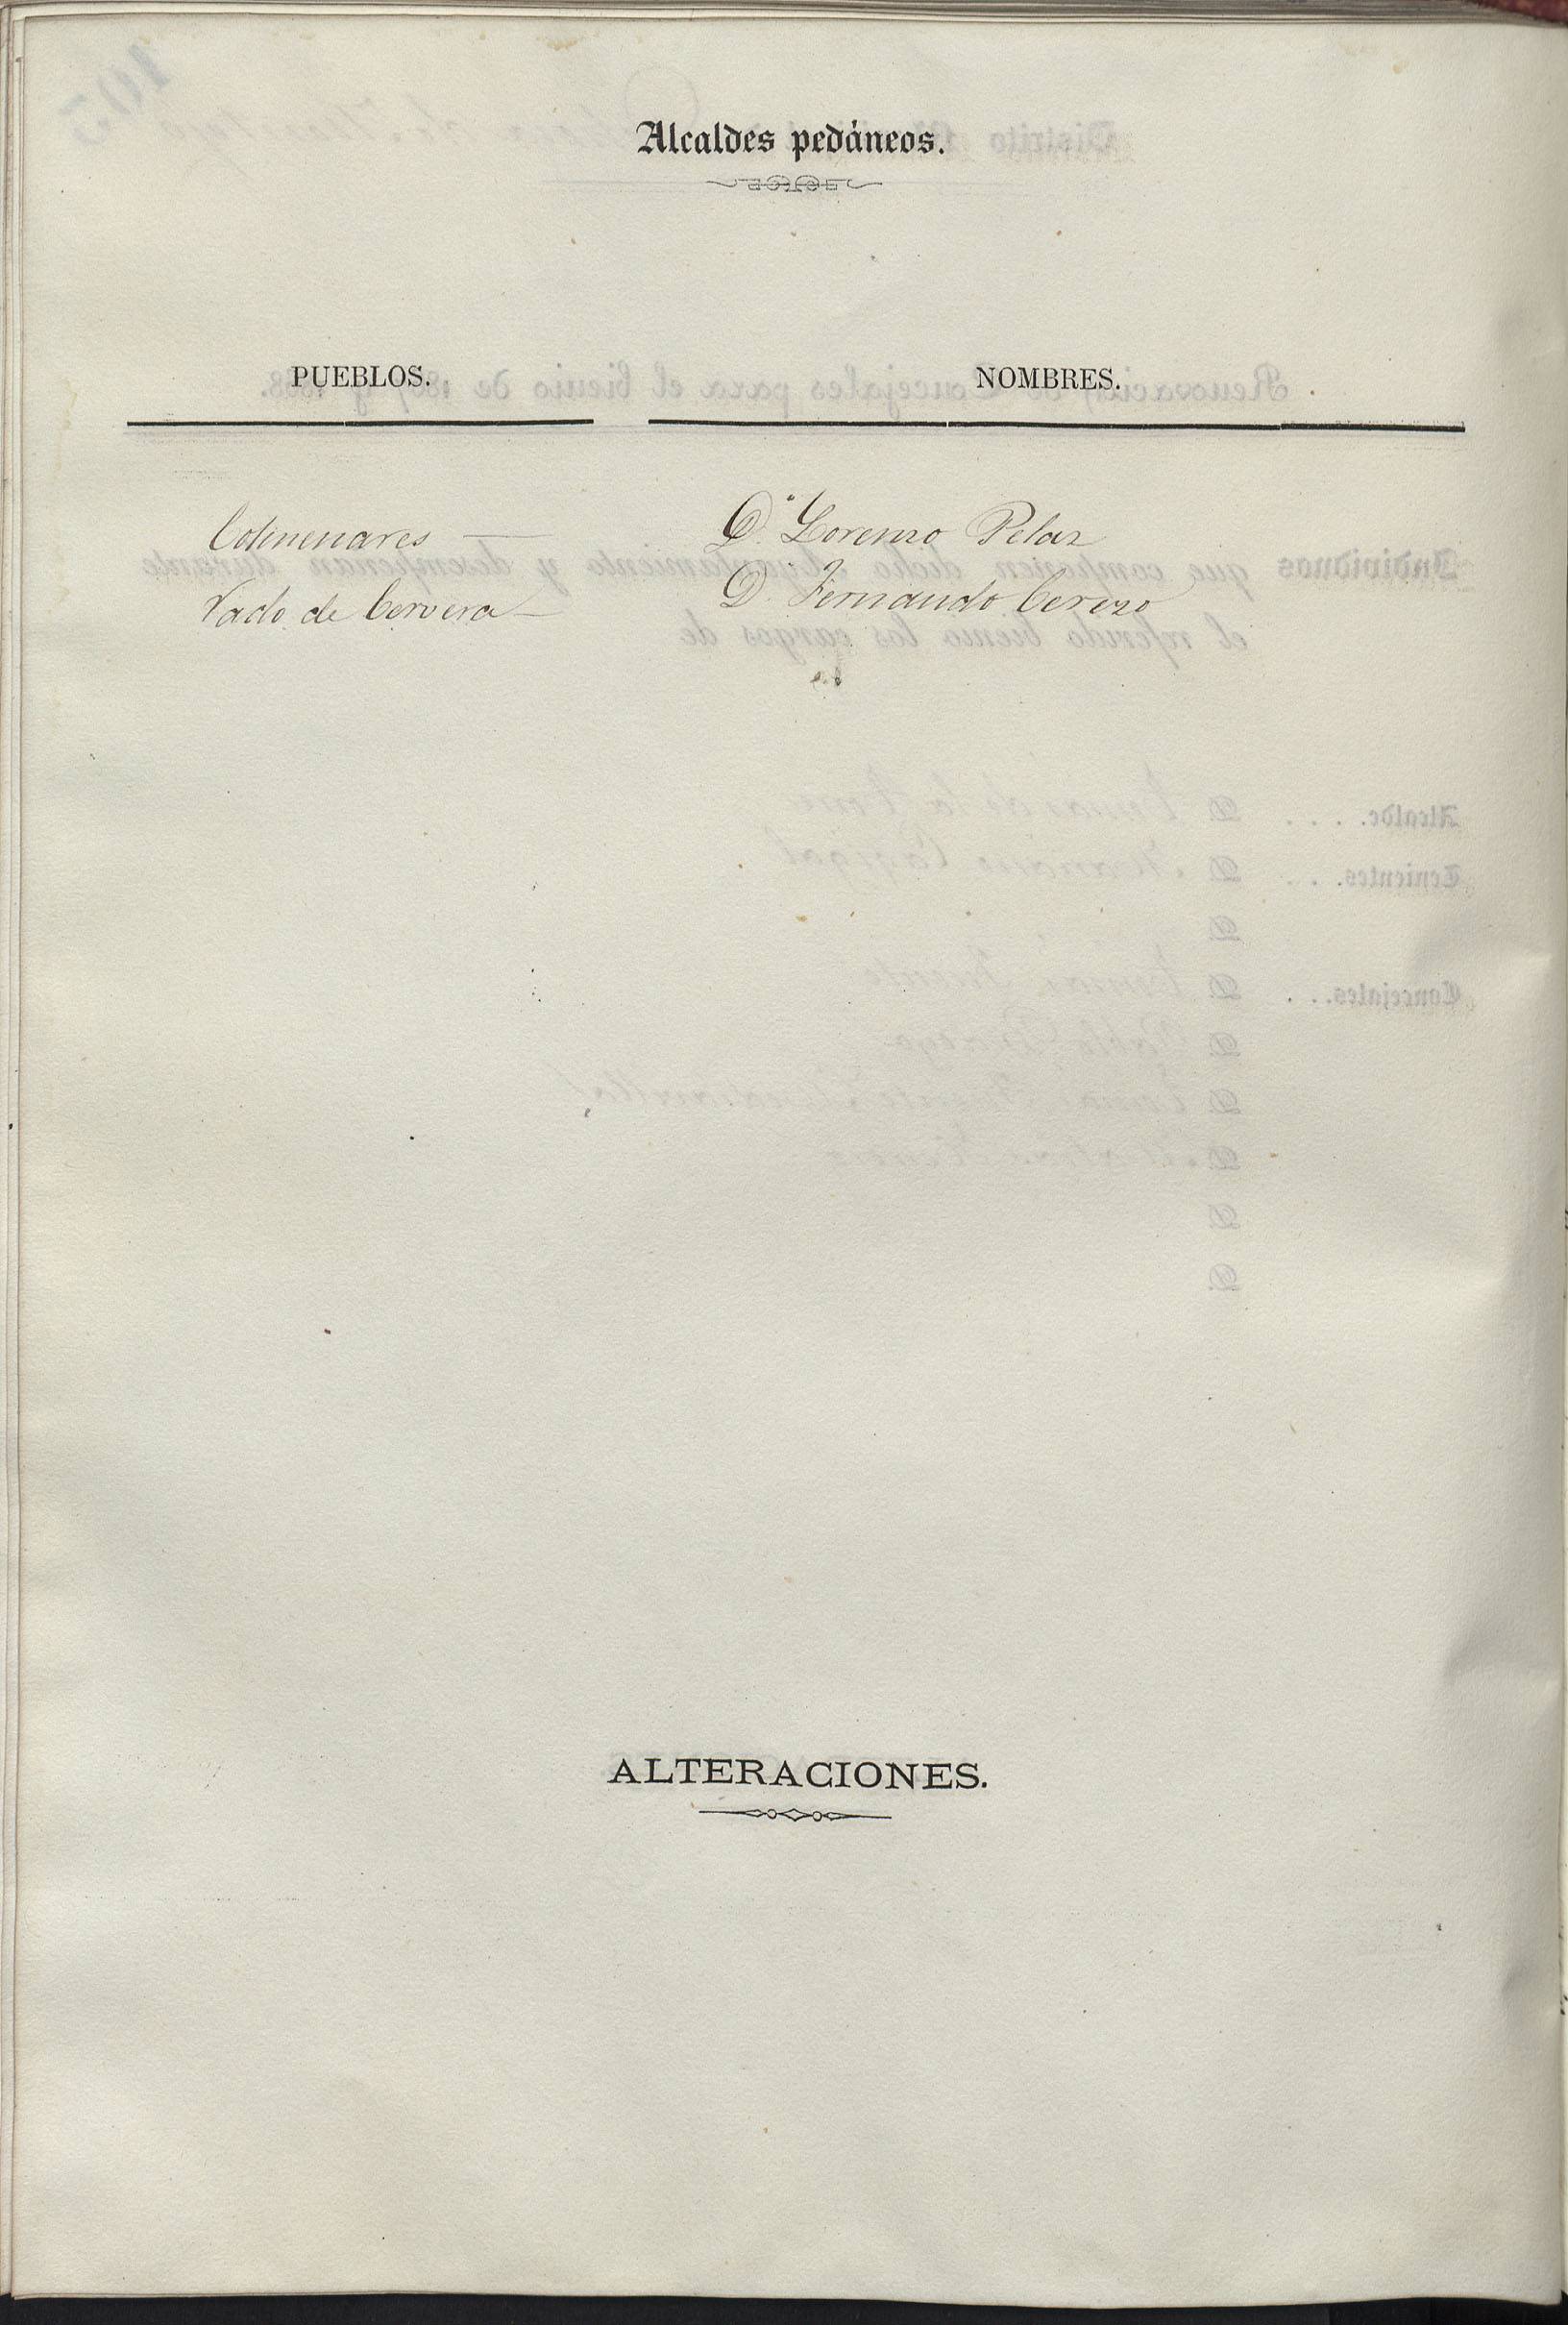 Alcaldes pedáneos.
PUEBLOS. NOMBRES.
Colmenares — D.n Lorenzo Pelaz
Vado de Cervera — D. Fernando Cerezo
ALTERACIONES.